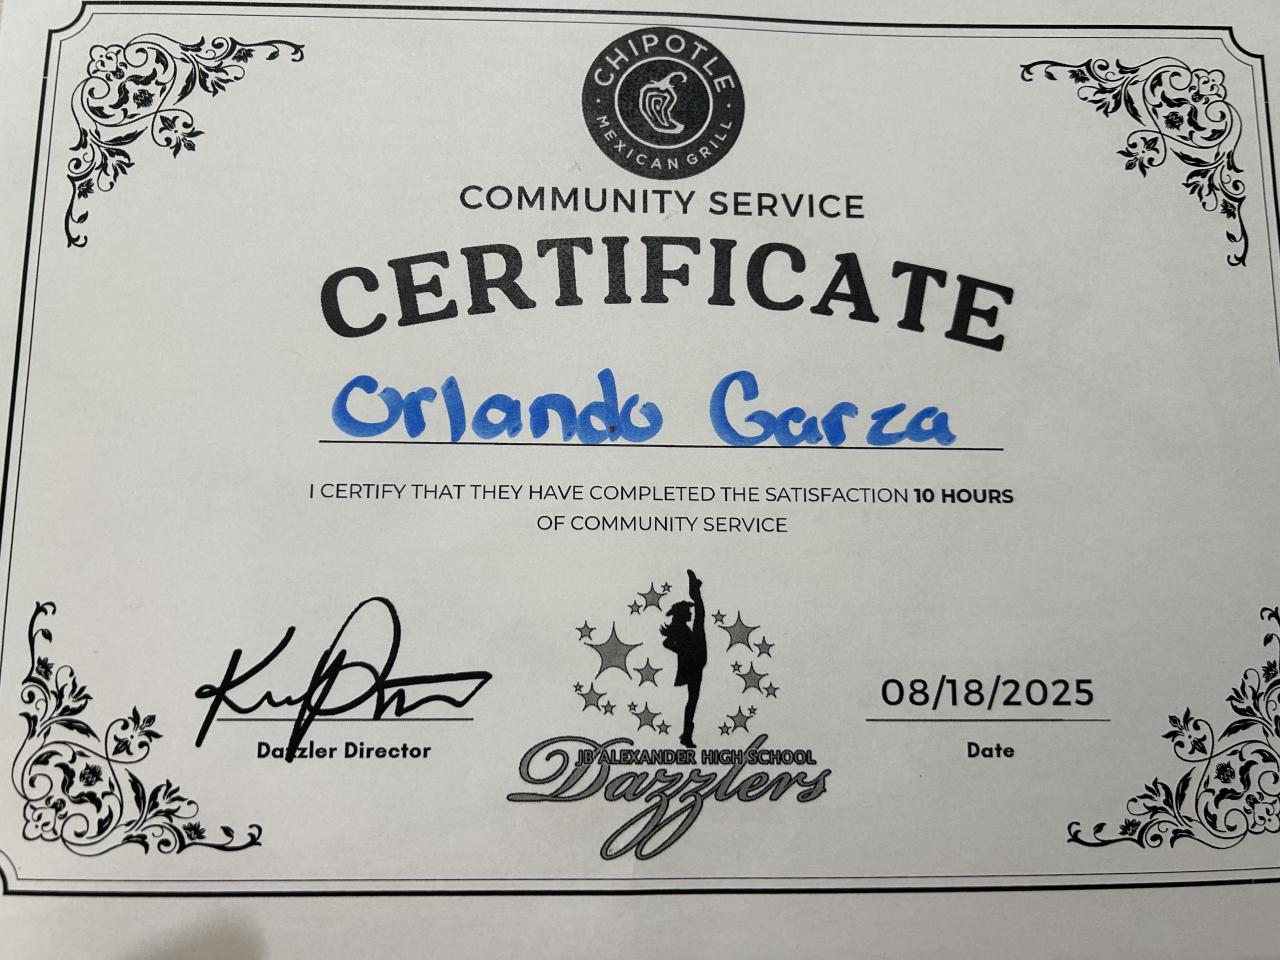 CHIPOTLE
MEXICAN GRILL
COMMUNITY SERVICE
CERTIFICATE
Orlando Garza
I CERTIFY THAT THEY HAVE COMPLETED THE SATISFACTION 10 HOURS
OF COMMUNITY SERVICE
08/18/2025
Dazzler Director
JB ALEXANDER HIGH SCHOOL
Dazzlers
Date